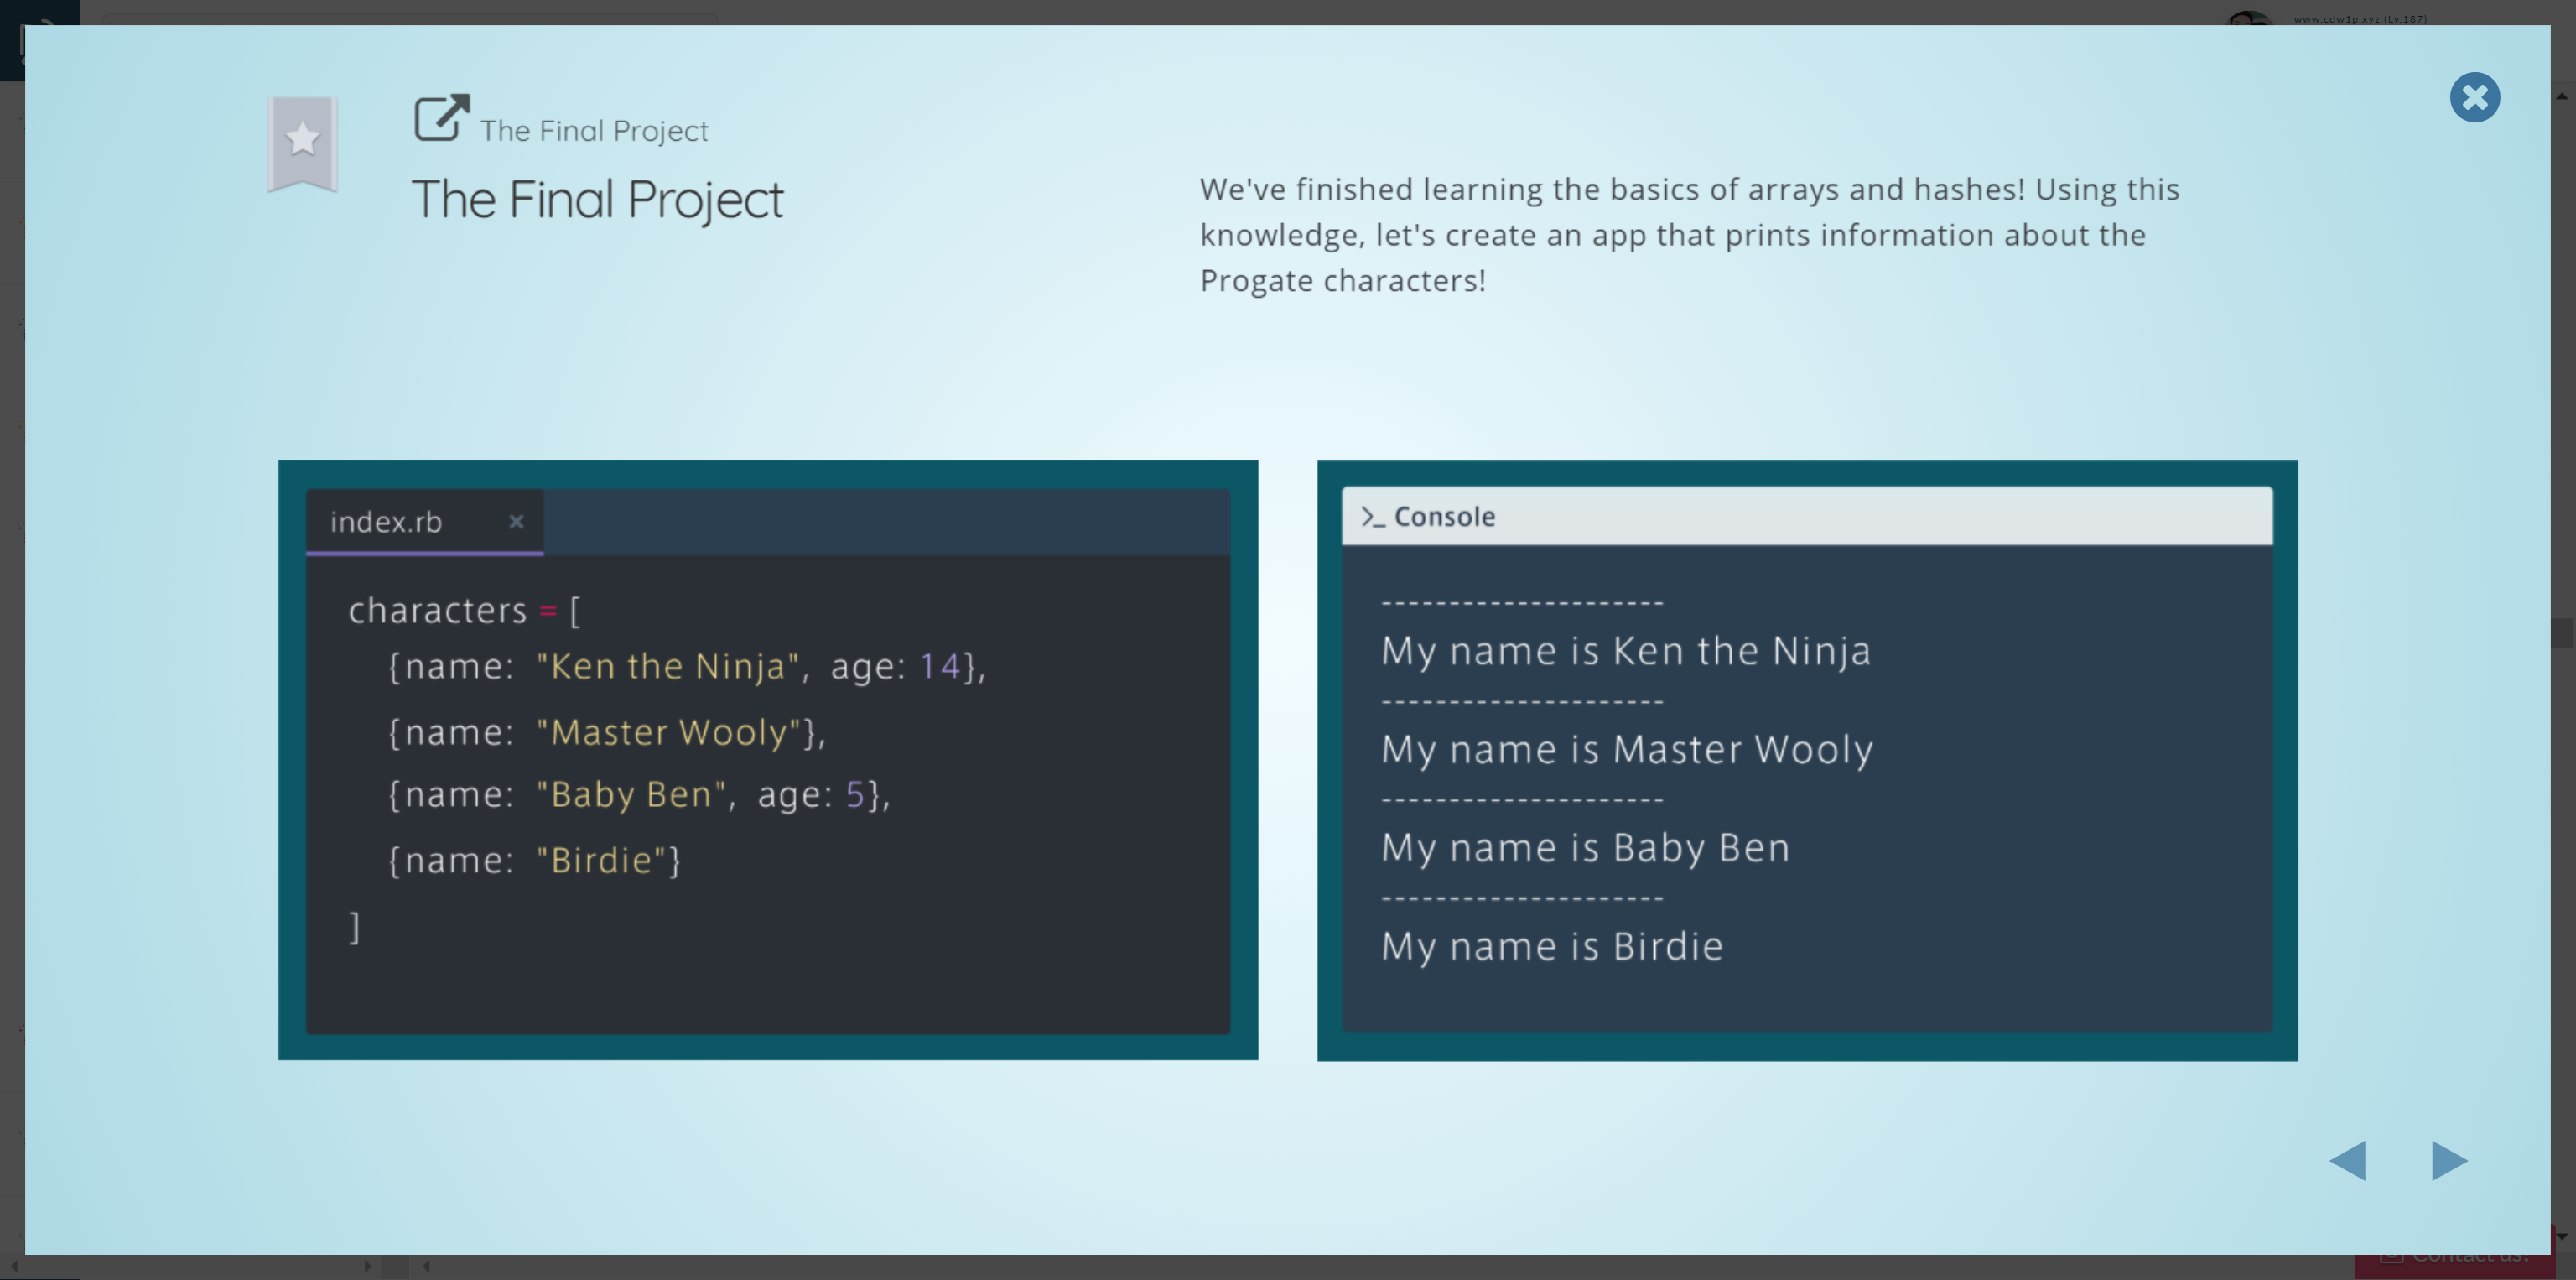 www.cdw1p.xyz (Lv.187)
The Final Project
The Final Project
We've finished learning the basics of arrays and hashes! Using this
knowledge, let's create an app that prints information about the
Progate characters!
index.rb ×
characters = [
{name: "Ken the Ninja", age: 14},
{name: "Master Wooly"},
{name: "Baby Ben", age: 5},
{name: "Birdie"}
]
>_ Console
---------------------
My name is Ken the Ninja
---------------------
My name is Master Wooly
---------------------
My name is Baby Ben
---------------------
My name is Birdie
Contact us!